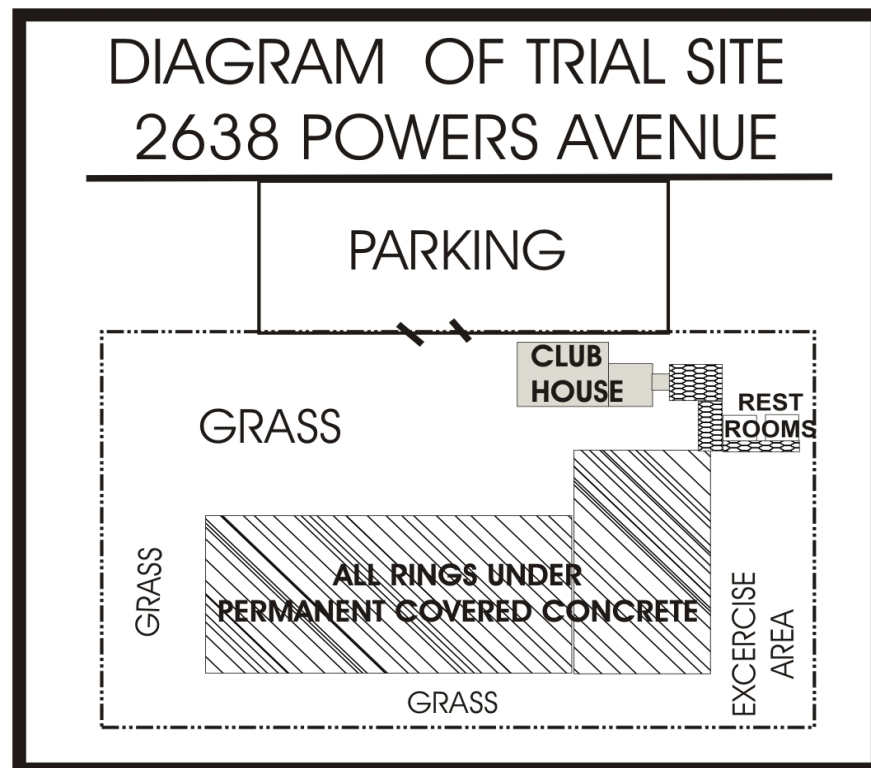 DIAGRAM OF TRIAL SITE
2638 POWERS AVENUE
PARKING
CLUB
HOUSE
REST
ROOMS
GRASS
GRASS
ALL RINGS UNDER
PERMANENT COVERED CONCRETE
EXCERCISE
AREA
GRASS